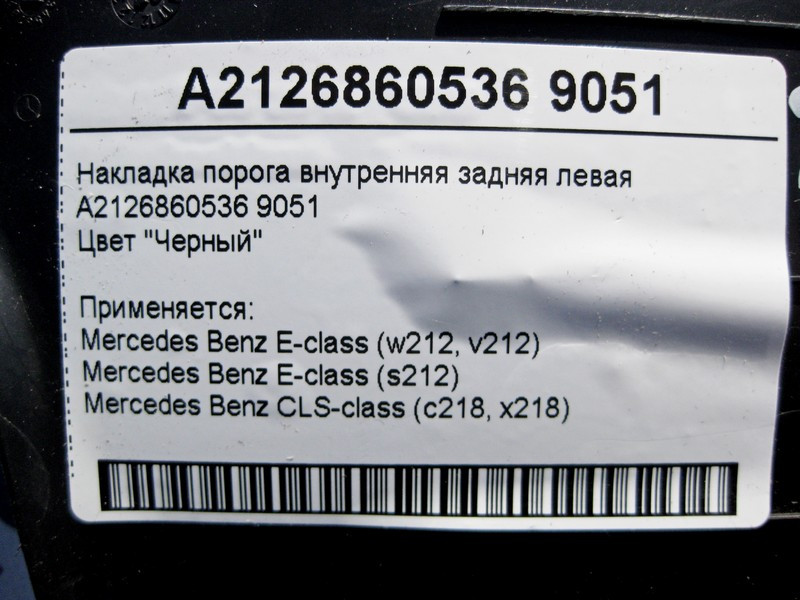 A2126860536 9051
Накладка порога внутренняя задняя левая
A2126860536 9051
Цвет "Черный"
Применяется:
Mercedes Benz E-class (w212, v212)
Mercedes Benz E-class (s212)
Mercedes Benz CLS-class (c218, x218)